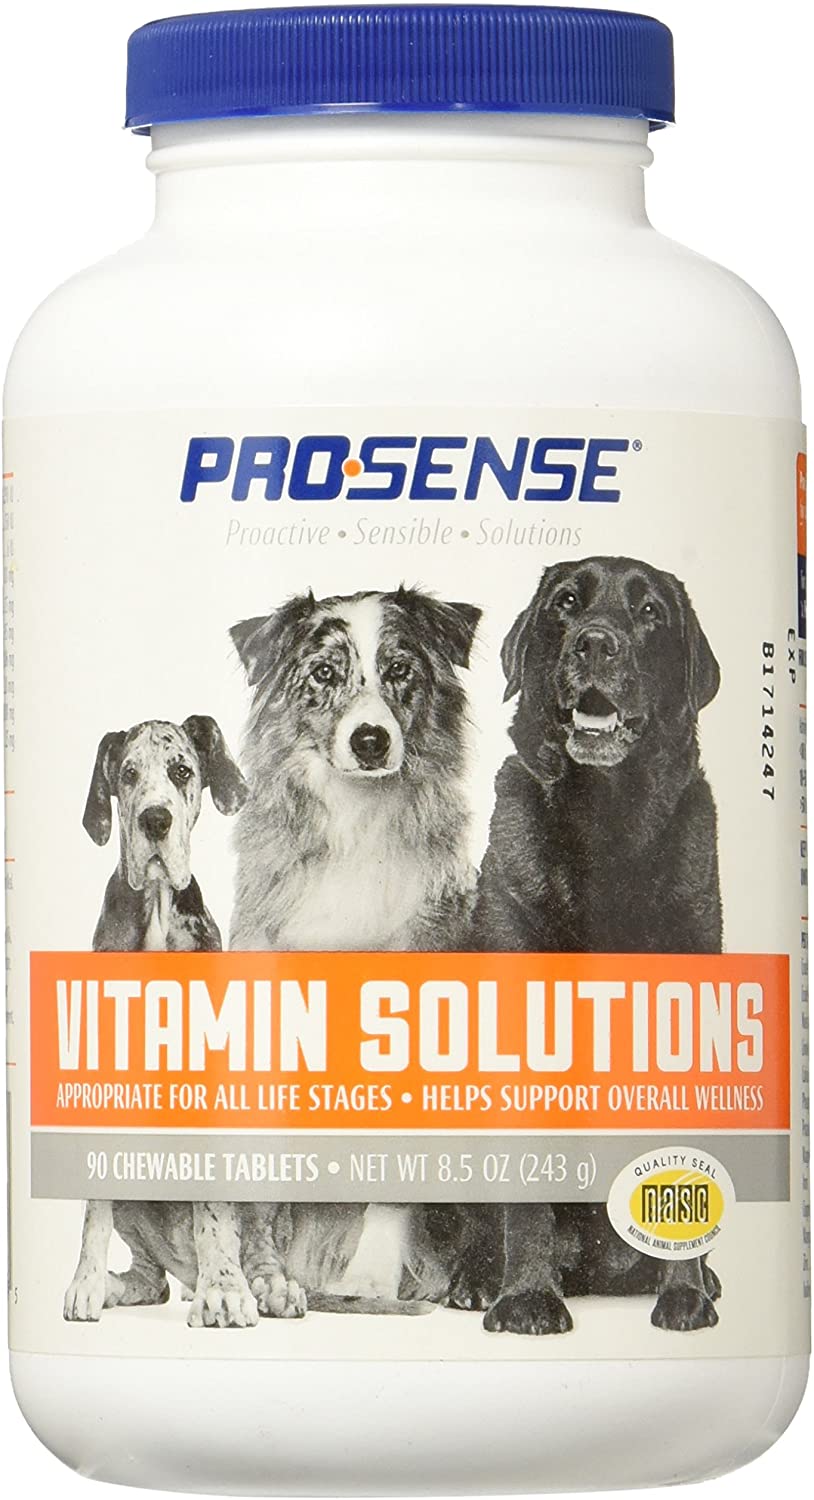 PRO•SENSE®
Proactive • Sensible • Solutions
EXP
B1714247
VITAMIN SOLUTIONS
APPROPRIATE FOR ALL LIFE STAGES • HELPS SUPPORT OVERALL WELLNESS
90 CHEWABLE TABLETS • NET WT 8.5 OZ (243 g)
QUALITY SEAL
nasc
NATIONAL ANIMAL SUPPLEMENT COUNCIL
5